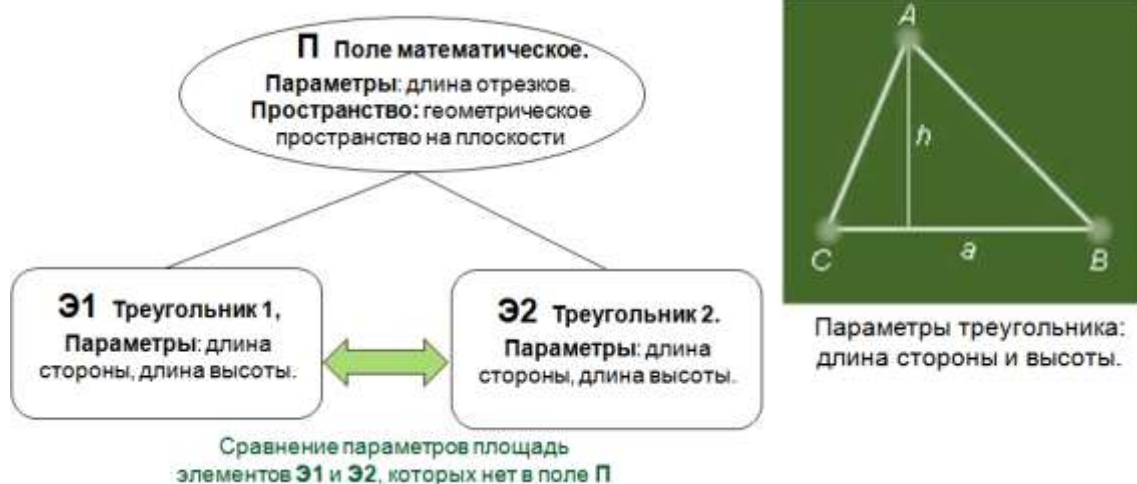 П Поле математическое.
Параметры: длина отрезков.
Пространство: геометрическое
пространство на плоскости
Э1 Треугольник 1,
Параметры: длина
стороны, длина высоты.
Э2 Треугольник 2.
Параметры: длина
стороны, длина высоты.
Сравнение параметров площадь
элементов Э1 и Э2, которых нет в поле П
A
h
C
a
B
Параметры треугольника:
длина стороны и высоты.